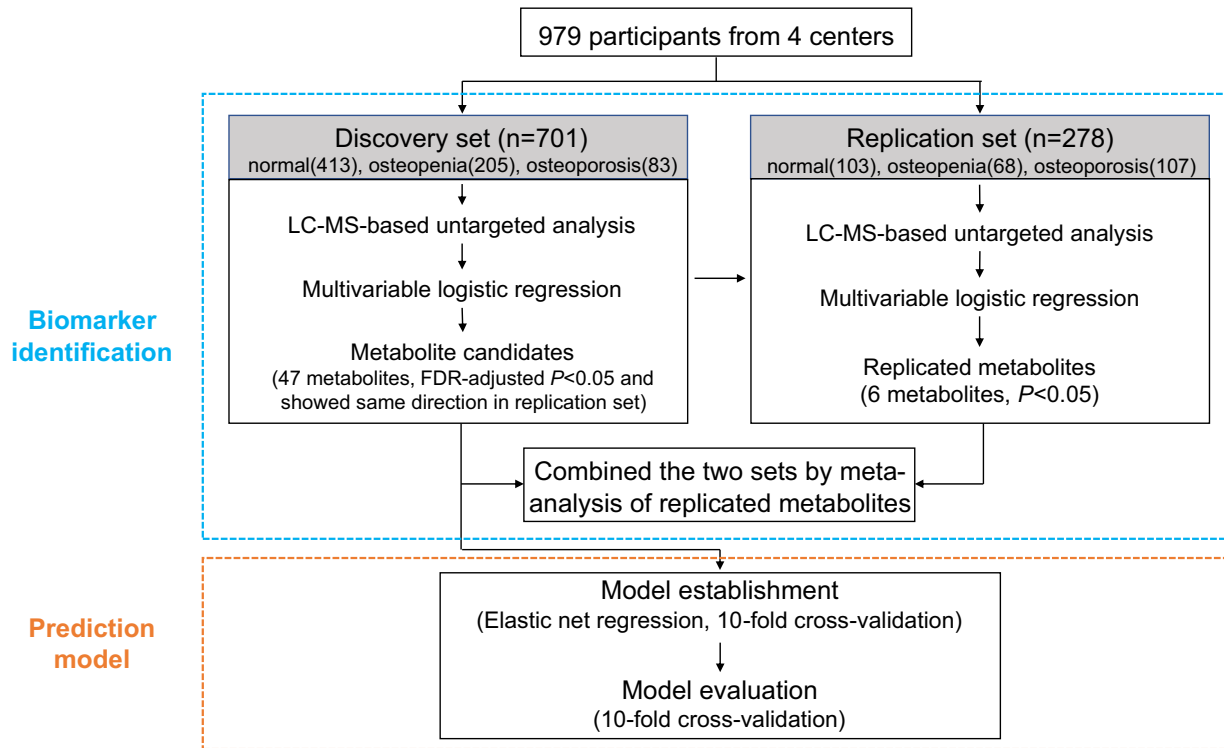 979 participants from 4 centers
Discovery set (n=701)
normal(413), osteopenia(205), osteoporosis(83)
LC-MS-based untargeted analysis
Multivariable logistic regression
Metabolite candidates
(47 metabolites, FDR-adjusted P<0.05 and
showed same direction in replication set)
Replication set (n=278)
normal(103), osteopenia(68), osteoporosis(107)
LC-MS-based untargeted analysis
Multivariable logistic regression
Replicated metabolites
(6 metabolites, P<0.05)
Biomarker
identification
Combined the two sets by meta-
analysis of replicated metabolites
Prediction
model
Model establishment
(Elastic net regression, 10-fold cross-validation)
Model evaluation
(10-fold cross-validation)